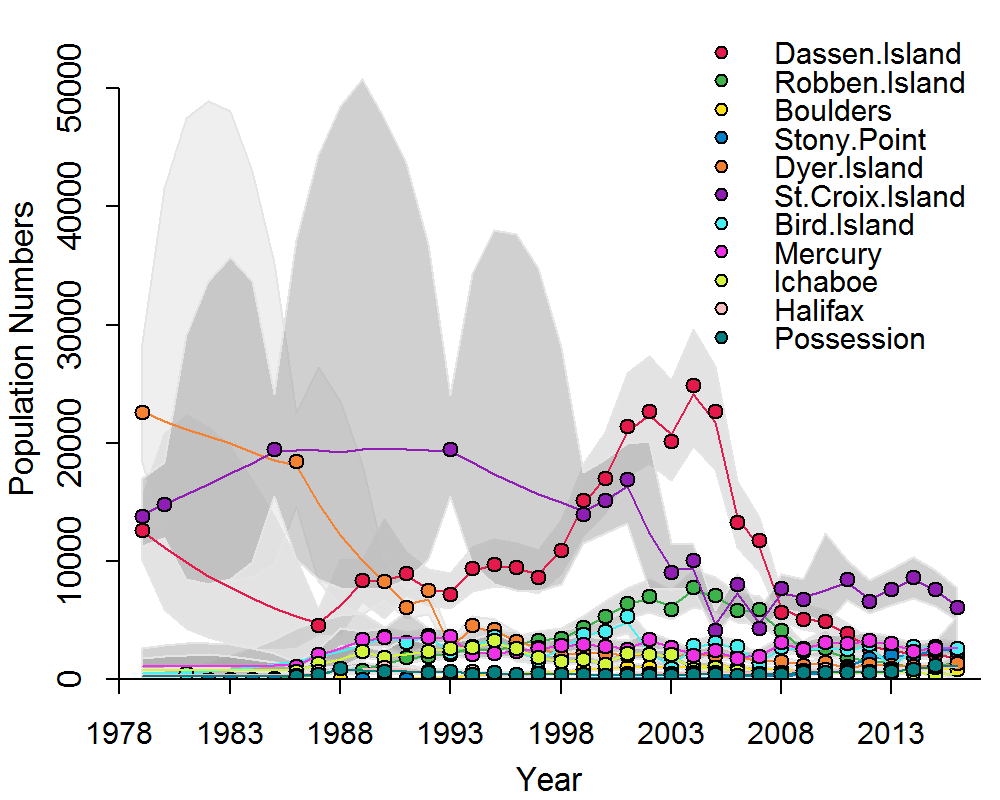 Dassen.Island
Robben.Island
Boulders
Stony.Point
Dyer.Island
St.Croix.Island
Bird.Island
Mercury
Ichaboe
Halifax
Possession
Population Numbers
50000
40000
30000
20000
10000
0
1978 1983 1988 1993 1998 2003 2008 2013
Year